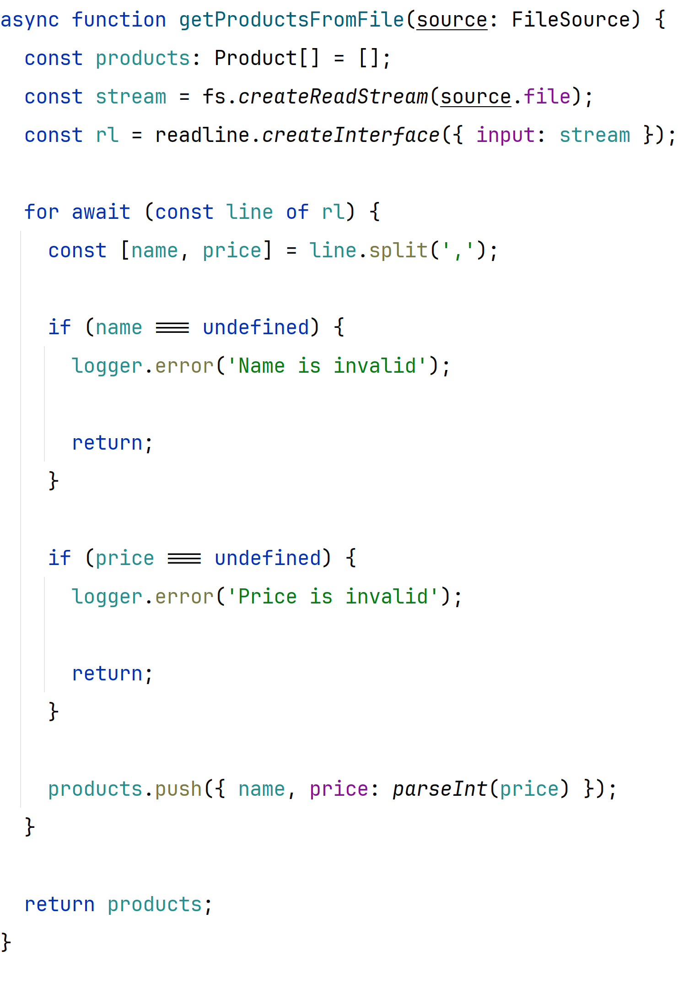 async function getProductsFromFile(source: FileSource) {
  const products: Product[] = [];
  const stream = fs.createReadStream(source.file);
  const rl = readline.createInterface({ input: stream });

  for await (const line of rl) {
    const [name, price] = line.split(',');

    if (name === undefined) {
      logger.error('Name is invalid');

      return;
    }

    if (price === undefined) {
      logger.error('Price is invalid');

      return;
    }

    products.push({ name, price: parseInt(price) });
  }

  return products;
}